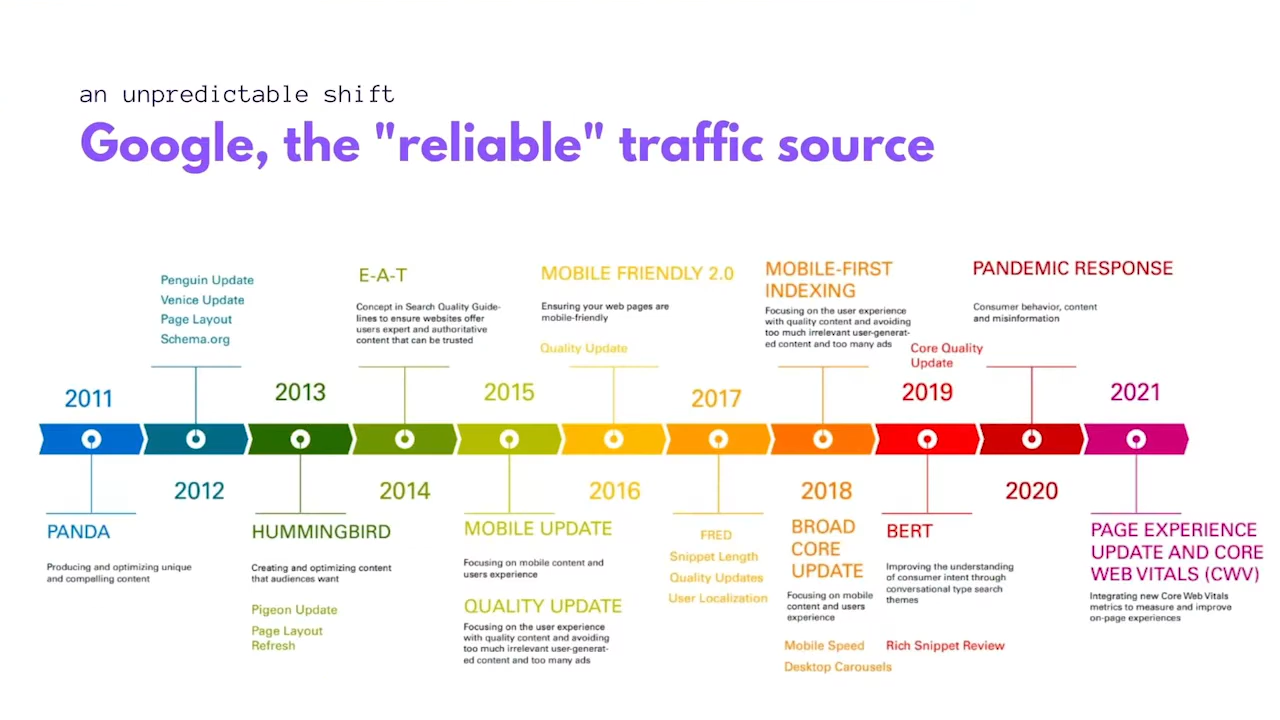 an unpredictable shift
Google, the "reliable" traffic source
Penguin Update
Venice Update
Page Layout
Schema.org
E-A-T
Concept in Search Quality Guide-
lines to ensure websites offer
users expert and authoritative
content that can be trusted
MOBILE FRIENDLY 2.0
Ensuring your web pages are
mobile-friendly
Quality Update
MOBILE-FIRST
INDEXING
Focusing on the user experience
with quality content and avoiding
too much irrelevant user-generat-
ed content and too many ads
Core Quality
Update
PANDEMIC RESPONSE
Consumer behavior, content
and misinformation
2011
2013
2015
2017
2019
2021
2012
2014
2016
2018
2020
PANDA
Producing and optimizing unique
and compelling content
HUMMINGBIRD
Creating and optimizing content
that audiences want
Pigeon Update
Page Layout
Refresh
MOBILE UPDATE
Focusing on mobile content and
users experience
QUALITY UPDATE
Focusing on the user experience
with quality content and avoiding
too much irrelevant user-generat-
ed content and too many ads
FRED
Snippet Length
Quality Updates
User Localization
BROAD
CORE
UPDATE
Focusing on mobile
content and users
experience
Mobile Speed
Desktop Carousels
BERT
Improving the understanding
of consumer intent through
conversational type search
themes
Rich Snippet Review
PAGE EXPERIENCE
UPDATE AND CORE
WEB VITALS (CWV)
Integrating new Core Web Vitals
metrics to measure and improve
on-page experiences